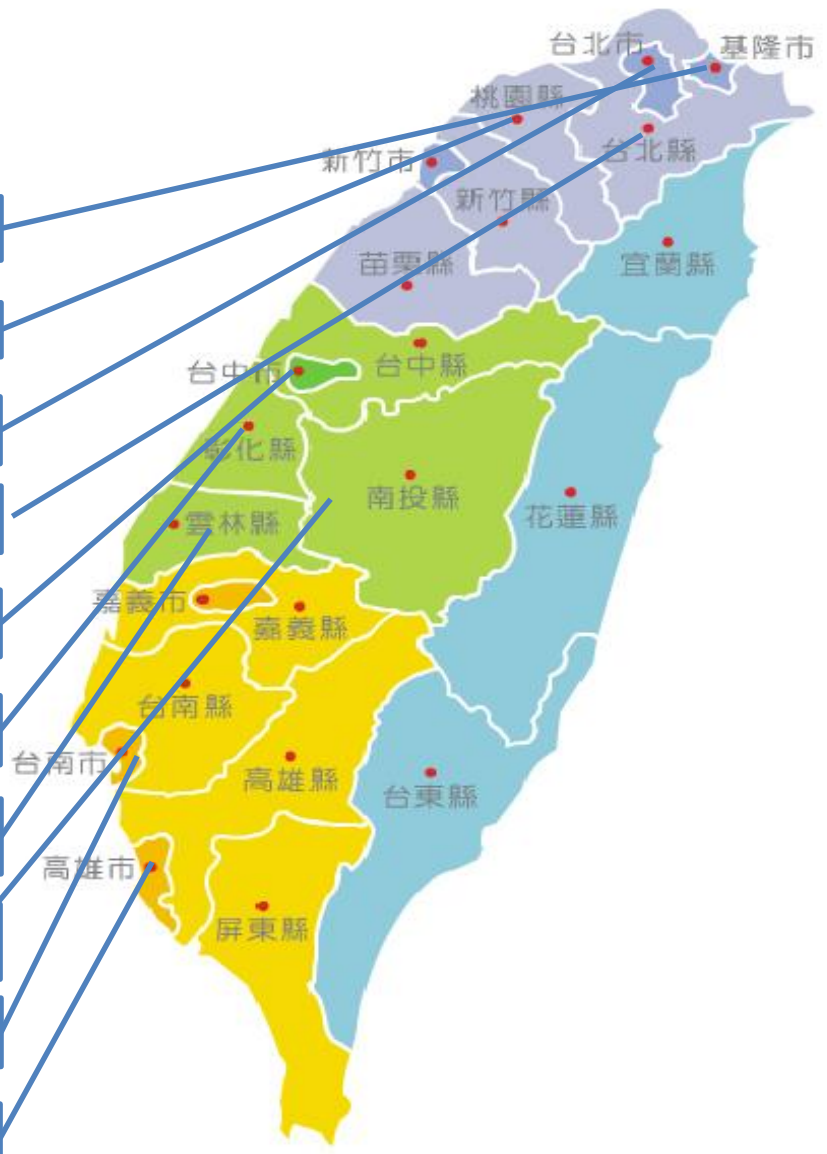 台北市
基隆市
桃園縣
新竹市
台北縣
新竹縣
苗栗縣
宜蘭縣
台中市
台中縣
彰化縣
南投縣
花蓮縣
雲林縣
嘉義市
嘉義縣
台南縣
台南市
高雄縣
台東縣
高雄市
屏東縣